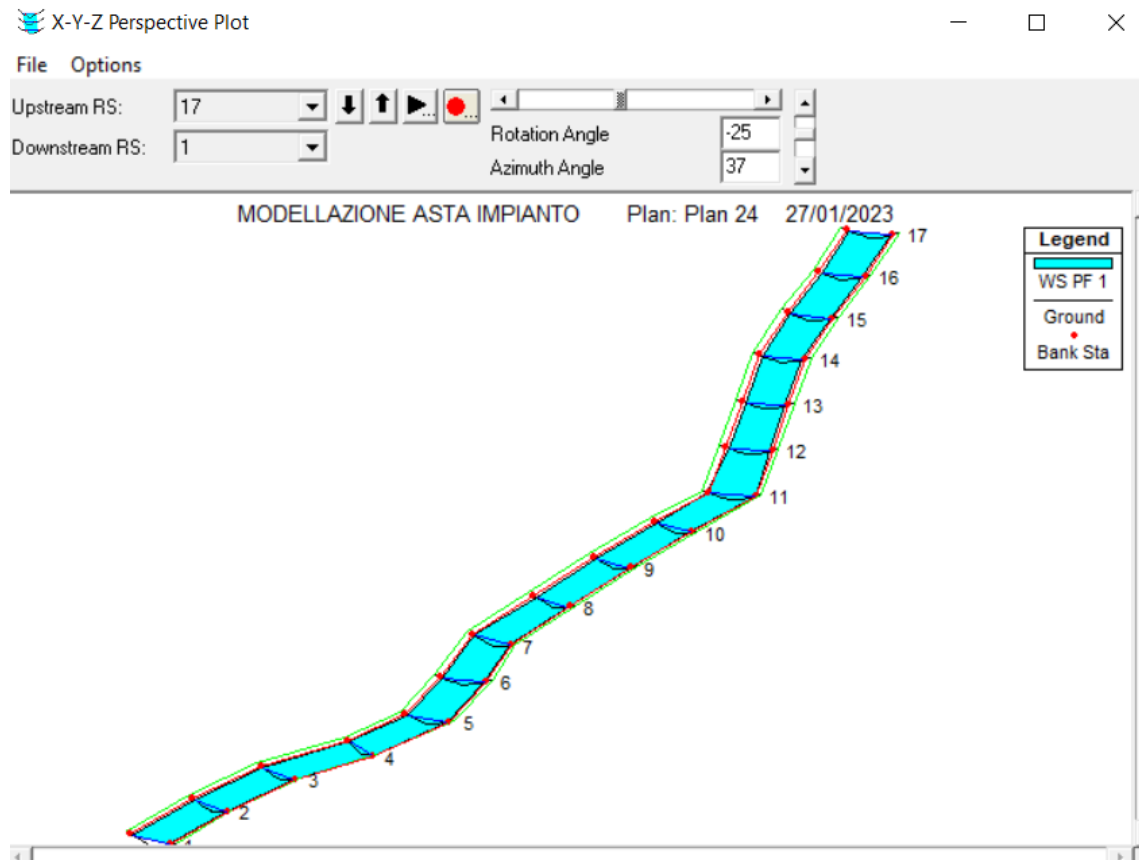 X-Y-Z Perspective Plot
File Options
Upstream RS: 17
Downstream RS: 1
Rotation Angle -25
Azimuth Angle 37
MODELLAZIONE ASTA IMPIANTO Plan: Plan 24 27/01/2023
Legend
WS PF 1
Ground
Bank Sta
17
16
15
14
13
12
11
10
9
8
7
6
5
4
3
2